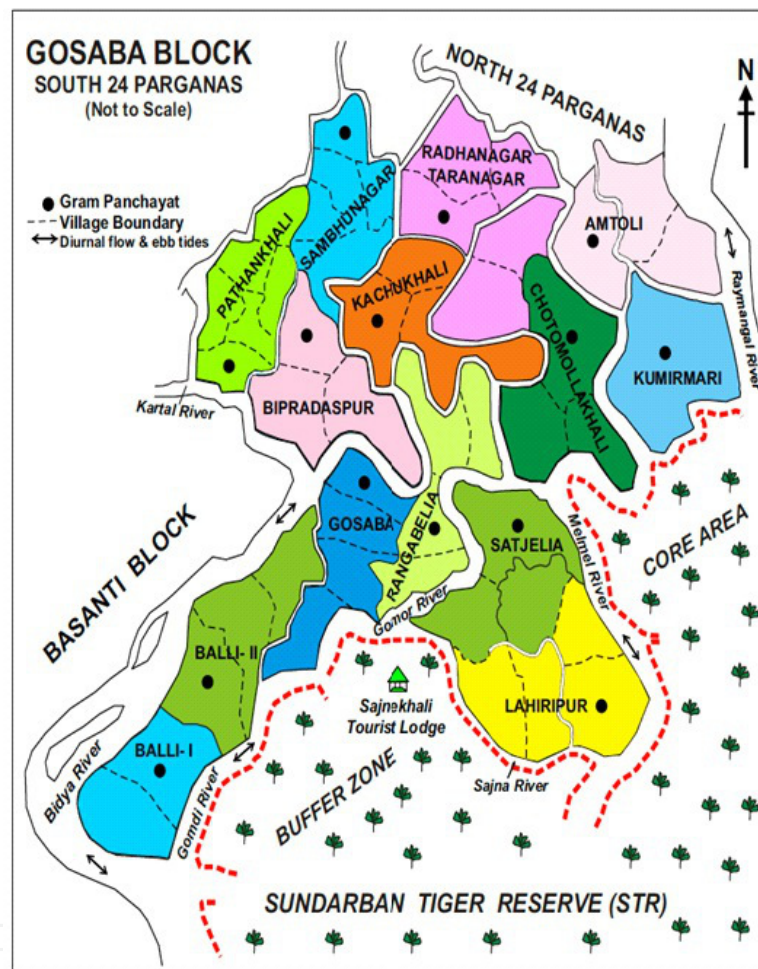 GOSABA BLOCK
SOUTH 24 PARGANAS
(Not to Scale)
NORTH 24 PARGANAS
N
Gram Panchayat
Village Boundary
Diurnal flow & ebb tides
RADHANAGAR
TARANAGAR
AMTOLI
SAMBHUNAGAR
PATHANKHALI
KACHUKHALI
CHOTOMOLLAKHALI
Raymangal River
KUMIRMARI
BIPRADASPUR
Kartal River
GOSABA
RANGABELIA
SATJELIA
Melmel River
CORE AREA
BASANTI BLOCK
Gomor River
BALLI- II
Sajnekhali
Tourist Lodge
LAHIRIPUR
BALLI- I
Bidya River
Gomdi River
BUFFER ZONE
Sajna River
SUNDARBAN TIGER RESERVE (STR)